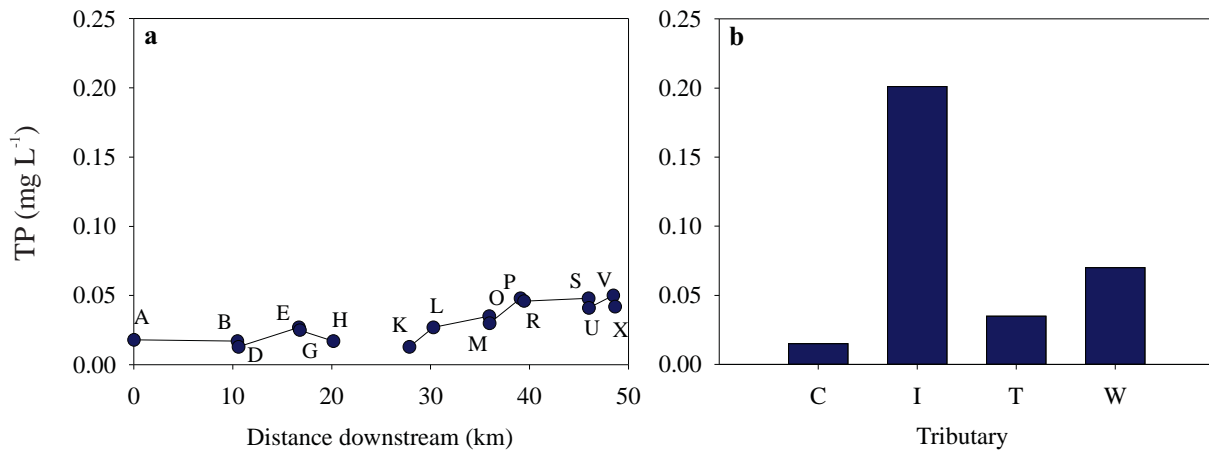 a
TP (mg L⁻¹)
0.25
0.20
0.15
0.10
0.05
0.00
A
B
D
E
G
H
K
L
M
O
P
R
S
U
V
X
0 10 20 30 40 50
Distance downstream (km)
b
0.25
0.20
0.15
0.10
0.05
0.00
C I T W
Tributary